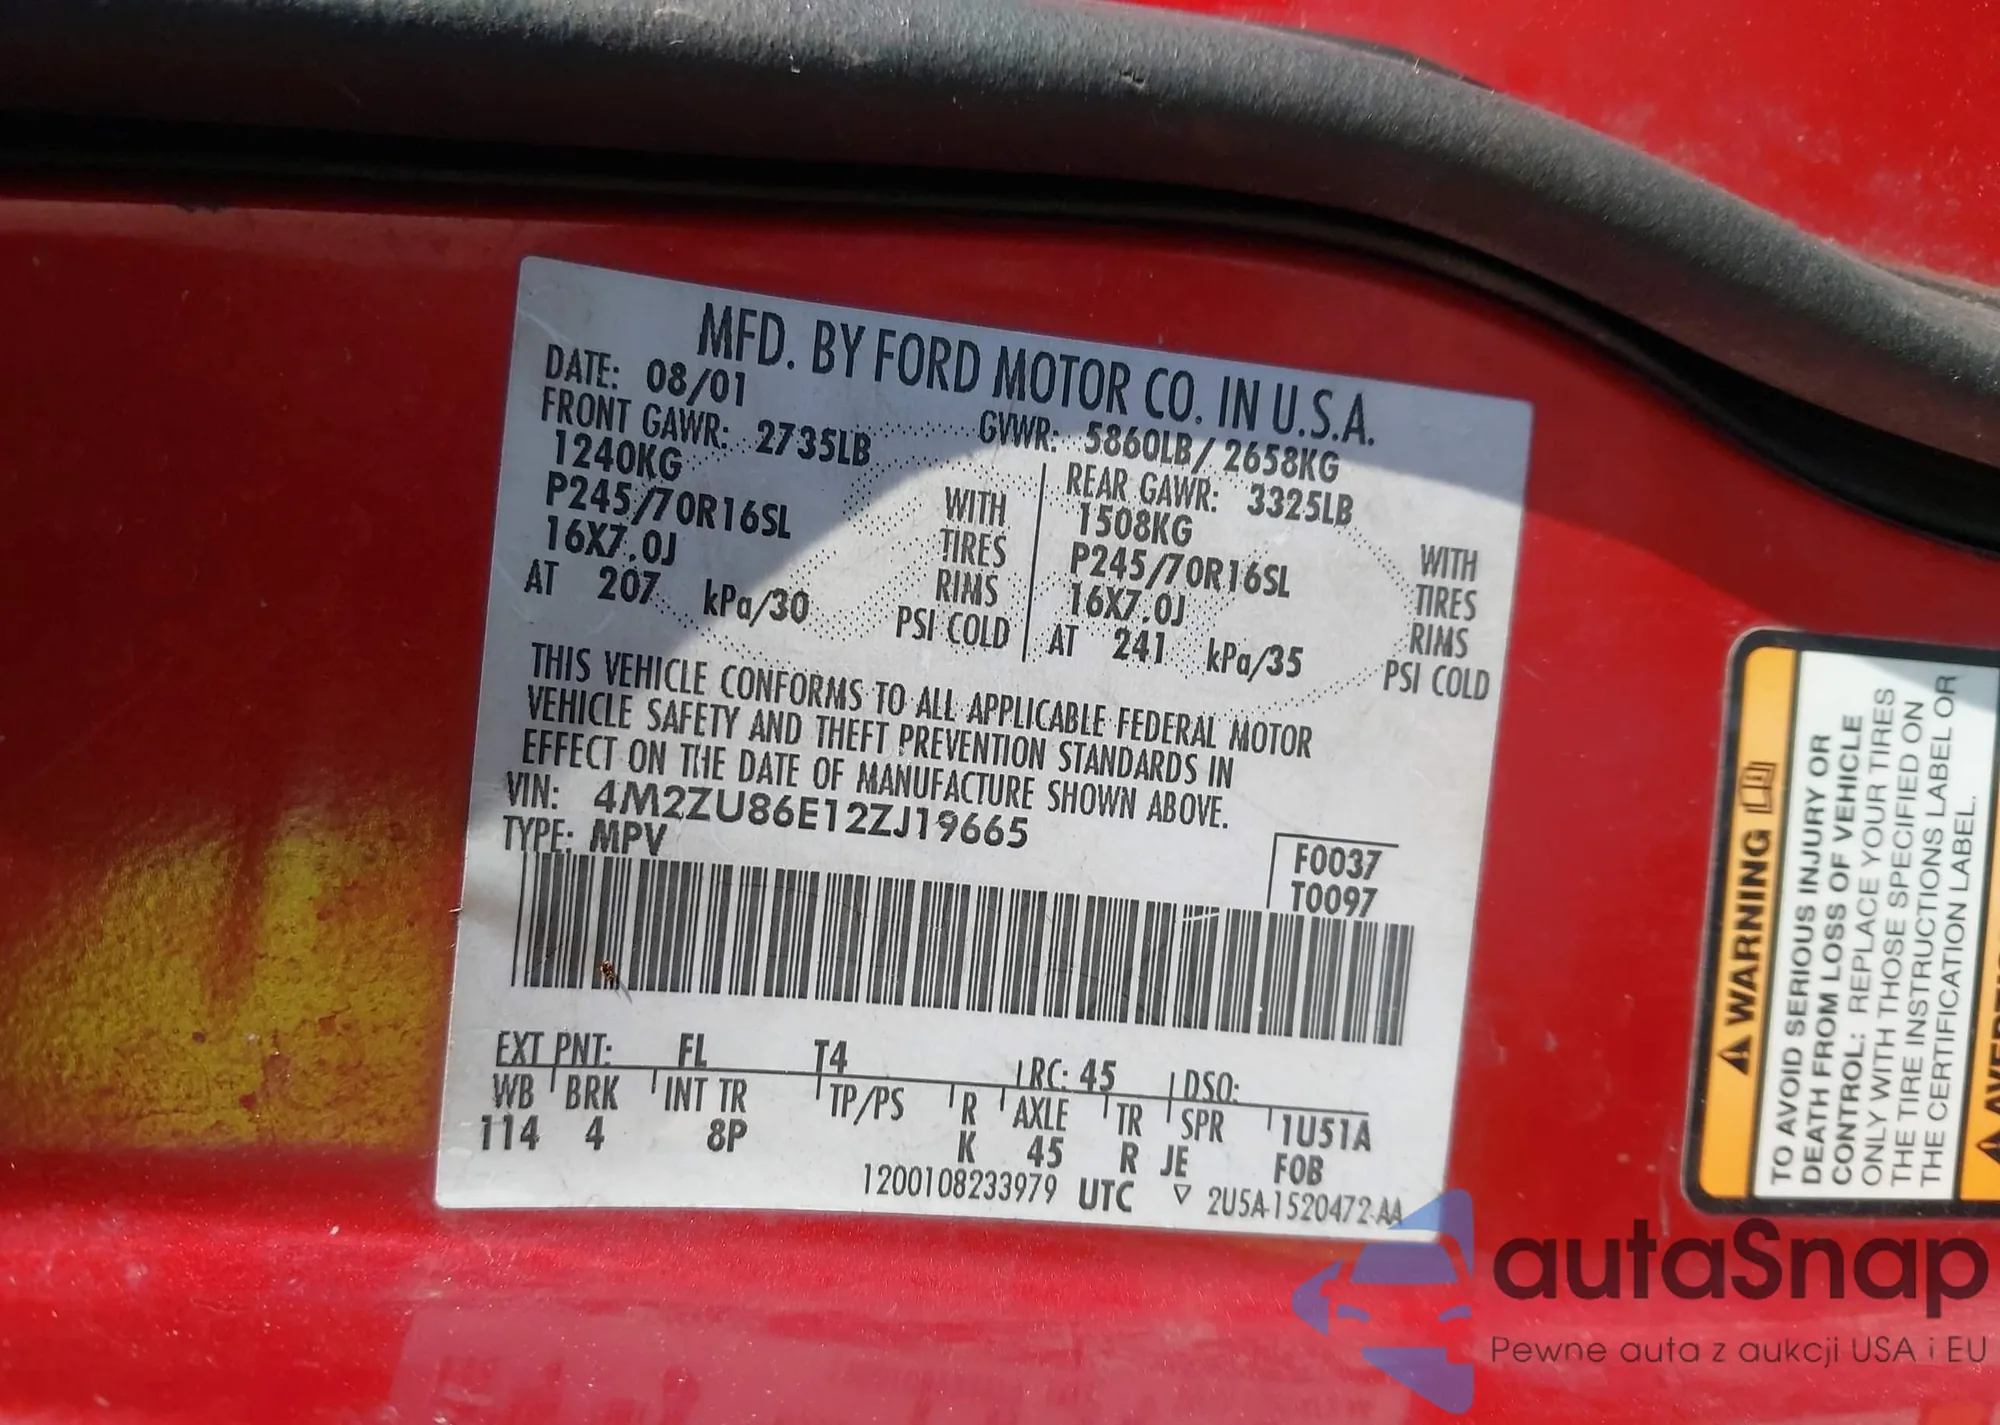 MFD. BY FORD MOTOR CO. IN U.S.A.
DATE: 08/01 GVWR: 5860LB/ 2658KG
FRONT GAWR: 2735LB REAR GAWR: 3325LB
1240KG WITH 1508KG WITH
P245/70R16SL TIRES P245/70R16SL TIRES
16X7.0J RIMS 16X7.0J RIMS
AT 207 kPa/30 PSI COLD AT 241 kPa/35 PSI COLD
THIS VEHICLE CONFORMS TO ALL APPLICABLE FEDERAL MOTOR
VEHICLE SAFETY AND THEFT PREVENTION STANDARDS IN
EFFECT ON THE DATE OF MANUFACTURE SHOWN ABOVE.
VIN: 4M2ZU86E12ZJ19665
TYPE: MPV
F0037
T0097
EXT PNT: FL T4 RC: 45 DSO:
WB BRK INT TR TP/PS R AXLE TR SPR 1U51A
114 4 8P K 45 R JE FOB
1200108233979 UTC ▽ 2U5A-1520472-AA
WARNING
TO AVOID SERIOUS INJURY OR
DEATH FROM LOSS OF VEHICLE
CONTROL: REPLACE YOUR TIRES
ONLY WITH THOSE SPECIFIED ON
THE TIRE INSTRUCTIONS LABEL OR
THE CERTIFICATION LABEL.
autaSnap
Pewne auta z aukcji USA i EU